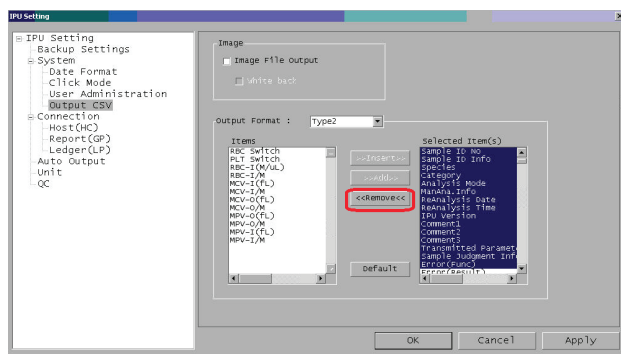 IPU Setting
IPU Setting
Backup Settings
System
Date Format
Click Mode
User Administration
Output CSV
Connection
Host(HC)
Report(GP)
Ledger(LP)
Auto Output
Unit
QC
Image
Image File Output
White back
Output Format :
Type2
Items
RBC Switch
PLT Switch
RBC-I(M/uL)
RBC-I/M
MCV-I(fL)
MCV-I/M
MCV-O(fL)
MCV-O/M
MPV-O(fL)
MPV-O/M
MPV-I(fL)
MPV-I/M
>>Insert>>
>>Add>>
<<Remove<<
Default
Selected Item(s)
Sample ID No
Sample ID Info
Species
Category
Analysis Mode
ManAna.Info
ReAnalysis Date
ReAnalysis Time
IPU Version
Comment1
Comment2
Comment3
Transmitted Paramet
Sample Judgment Inf
Error(Func)
Error(Result)
OK
Cancel
Apply